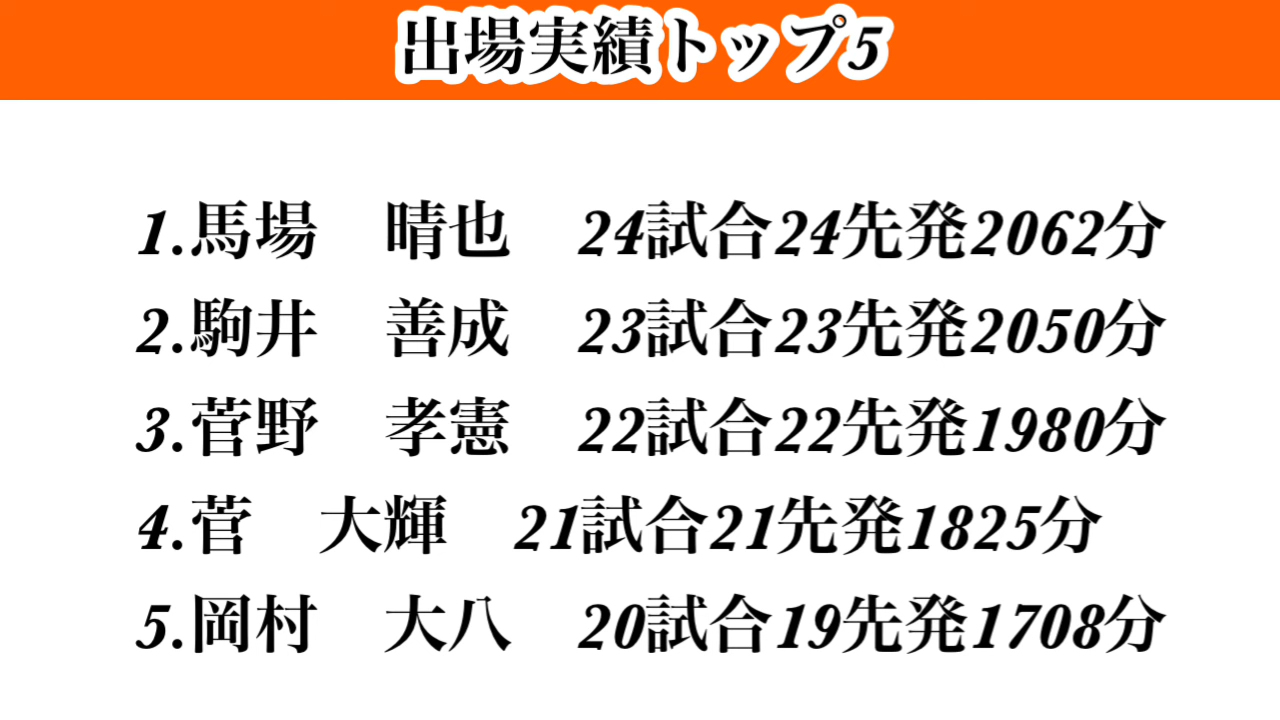 出場実績トップ5
1.馬場　晴也　24試合24先発2062分
2.駒井　善成　23試合23先発2050分
3.菅野　孝憲　22試合22先発1980分
4.菅　大輝　21試合21先発1825分
5.岡村　大八　20試合19先発1708分